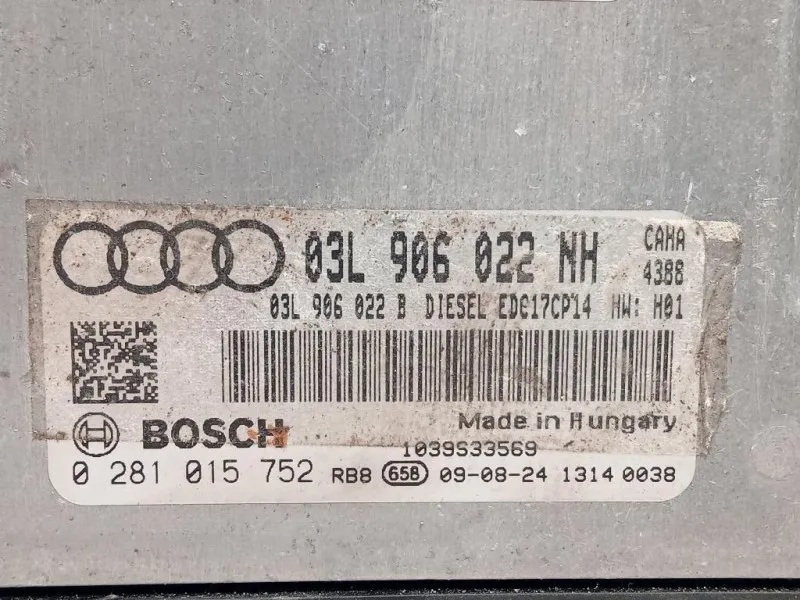 03L 906 022 NH CAHA
4388
03L 906 022 B DIESEL EDC17CP14 HW: H01
Made in Hungary
BOSCH
1039S33569
0 281 015 752 RB8 658 09-08-24 1314 0038